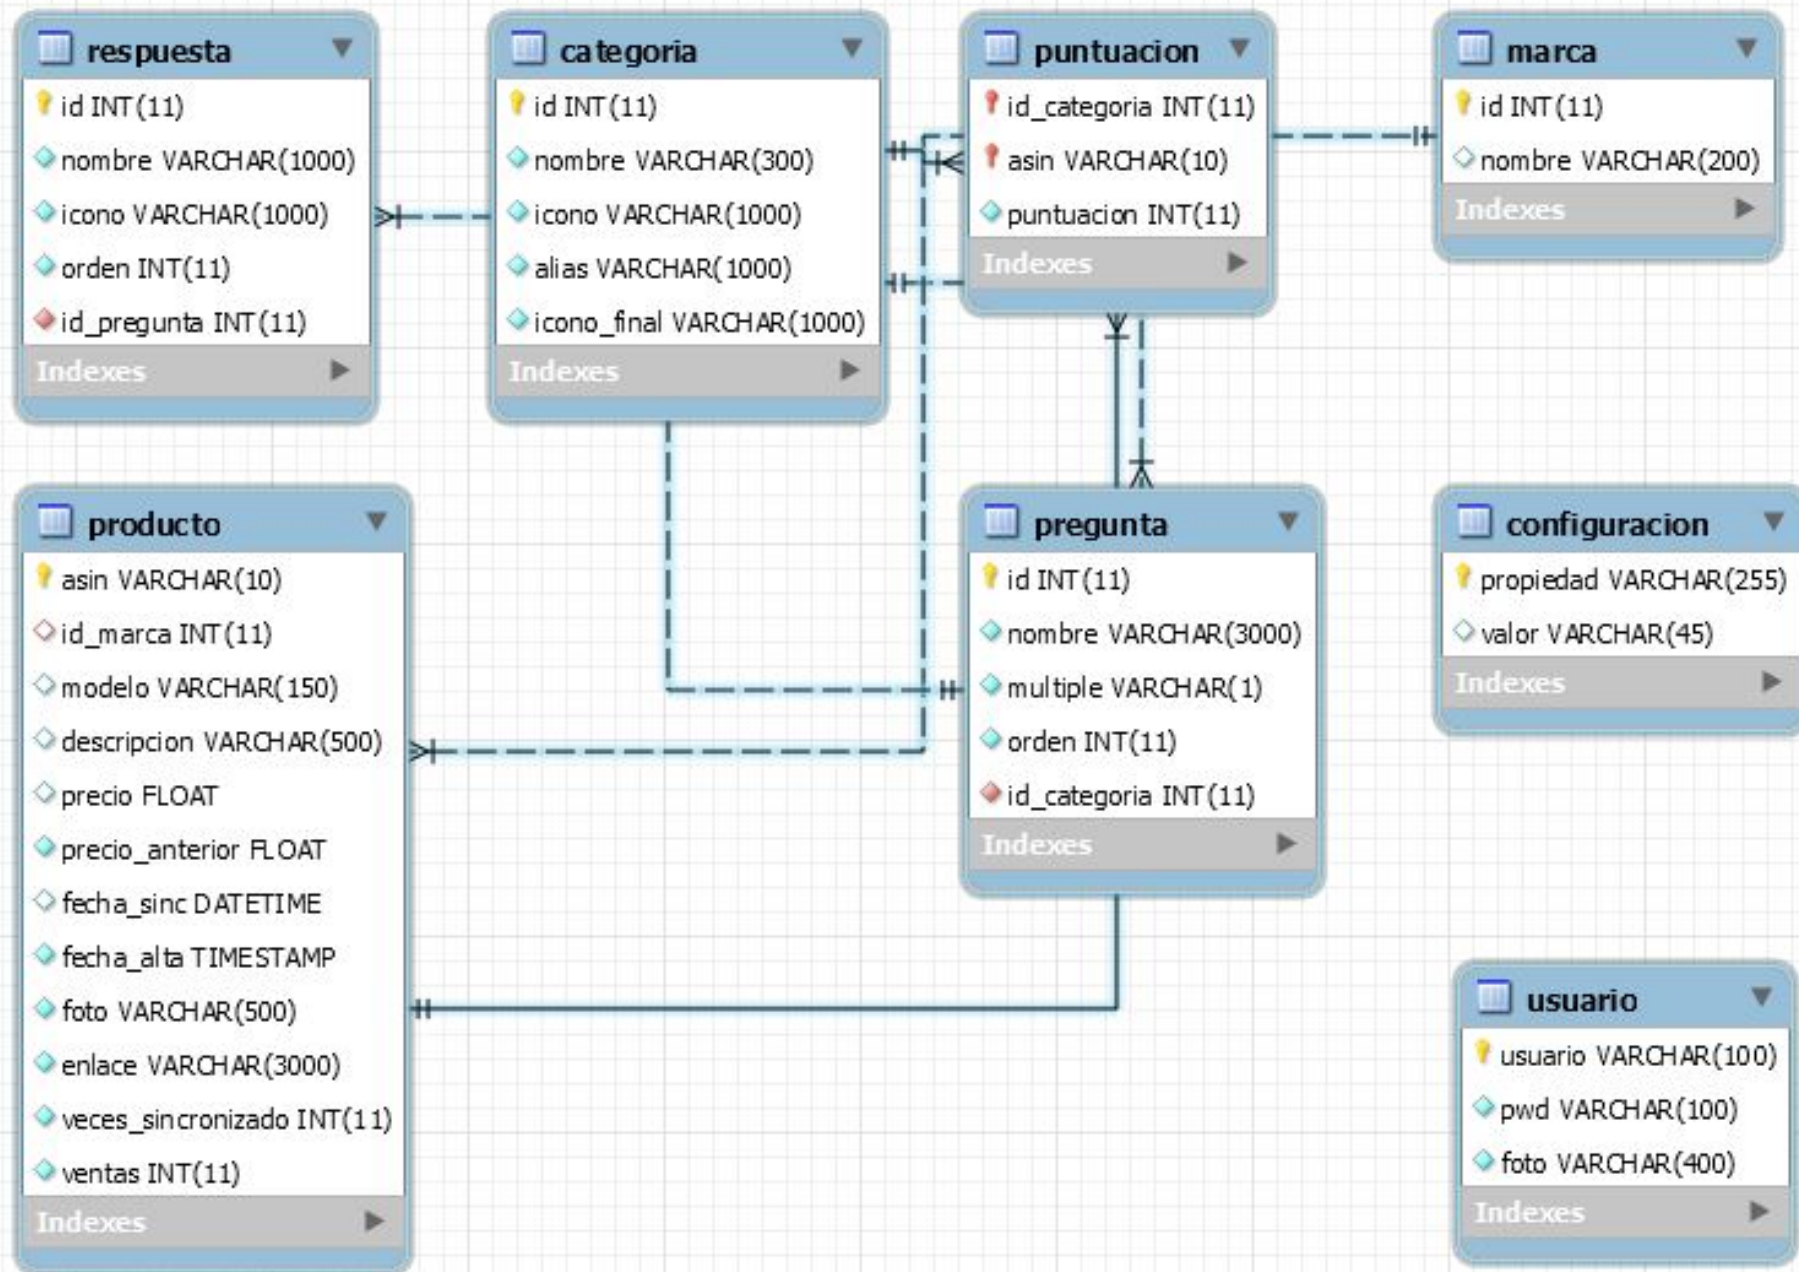 respuesta
id INT(11)
nombre VARCHAR(1000)
icono VARCHAR(1000)
orden INT(11)
id_pregunta INT(11)
Indexes
categoria
id INT(11)
nombre VARCHAR(300)
icono VARCHAR(1000)
alias VARCHAR(1000)
icono_final VARCHAR(1000)
Indexes
puntuacion
id_categoria INT(11)
asin VARCHAR(10)
puntuacion INT(11)
Indexes
marca
id INT(11)
nombre VARCHAR(200)
Indexes
producto
asin VARCHAR(10)
id_marca INT(11)
modelo VARCHAR(150)
descripcion VARCHAR(500)
precio FLOAT
precio_anterior FLOAT
fecha_sinc DATETIME
fecha_alta TIMESTAMP
foto VARCHAR(500)
enlace VARCHAR(3000)
veces_sincronizado INT(11)
ventas INT(11)
Indexes
pregunta
id INT(11)
nombre VARCHAR(3000)
multiple VARCHAR(1)
orden INT(11)
id_categoria INT(11)
Indexes
configuracion
propiedad VARCHAR(255)
valor VARCHAR(45)
Indexes
usuario
usuario VARCHAR(100)
pwd VARCHAR(100)
foto VARCHAR(400)
Indexes